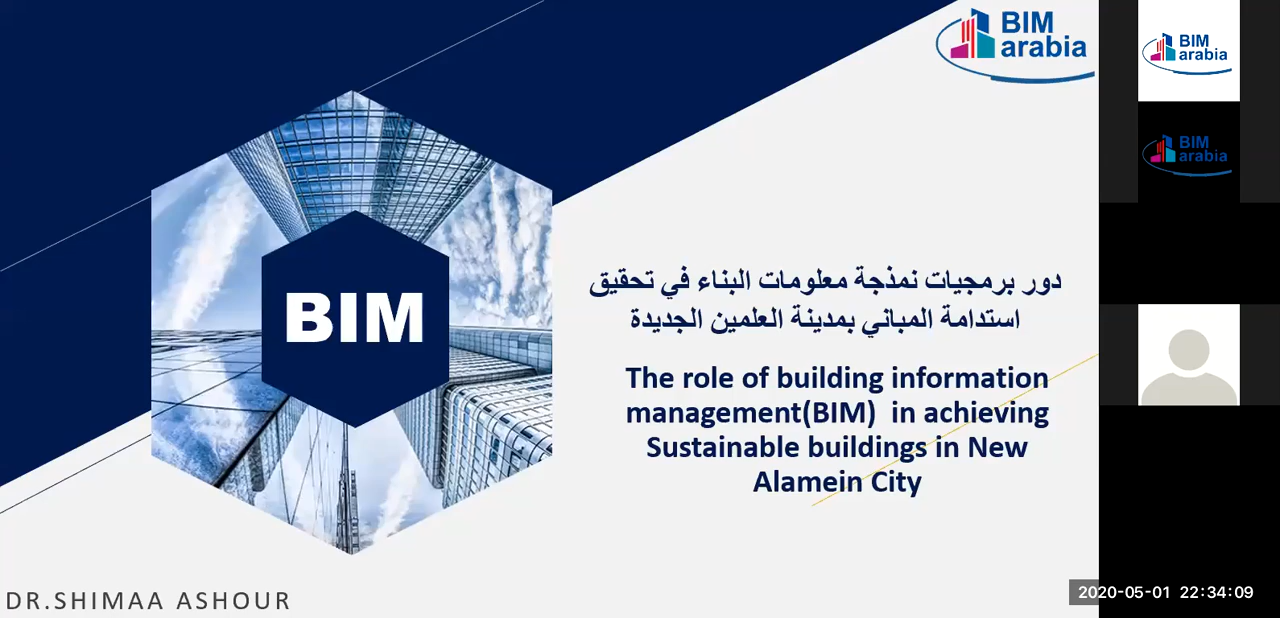 BIM
arabia
BIM
arabia
BIM
arabia
BIM
دور برمجيات نمذجة معلومات البناء في تحقيق
استدامة المباني بمدينة العلمين الجديدة
The role of building information
management(BIM)  in achieving
Sustainable buildings in New
Alamein City
DR.SHIMAA ASHOUR
2020-05-01 22:34:09